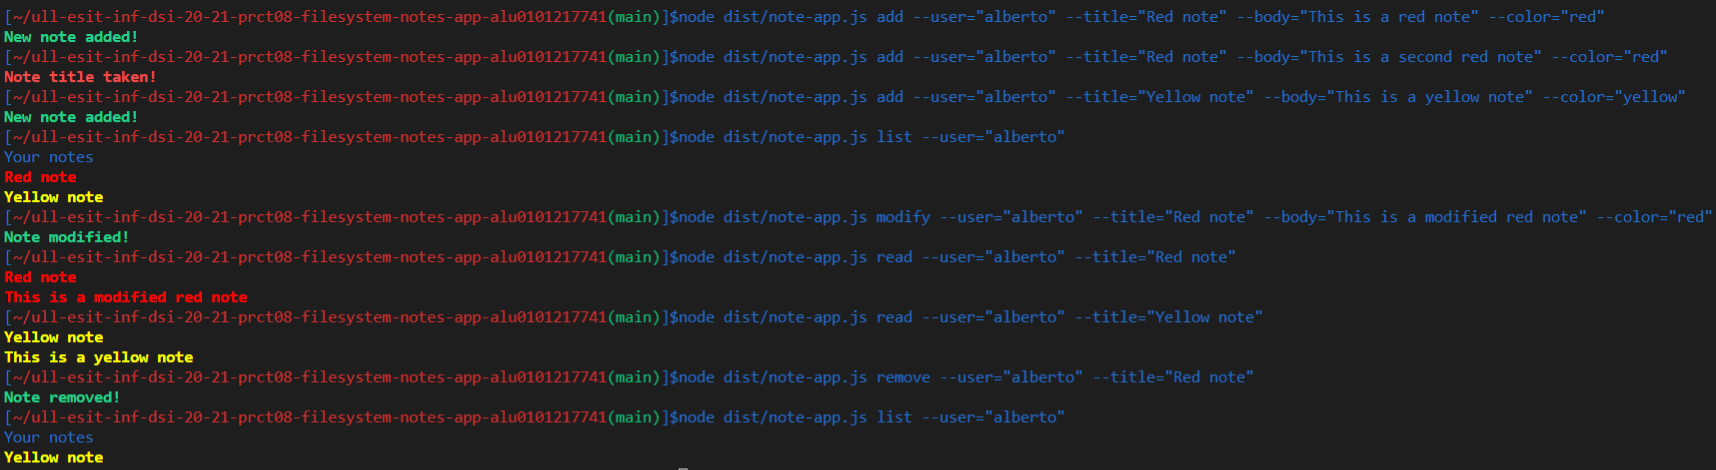 [~/ull-esit-inf-dsi-20-21-prct08-filesystem-notes-app-alu0101217741(main)]$node dist/note-app.js add --user="alberto" --title="Red note" --body="This is a red note" --color="red"
New note added!
[~/ull-esit-inf-dsi-20-21-prct08-filesystem-notes-app-alu0101217741(main)]$node dist/note-app.js add --user="alberto" --title="Red note" --body="This is a second red note" --color="red"
Note title taken!
[~/ull-esit-inf-dsi-20-21-prct08-filesystem-notes-app-alu0101217741(main)]$node dist/note-app.js add --user="alberto" --title="Yellow note" --body="This is a yellow note" --color="yellow"
New note added!
[~/ull-esit-inf-dsi-20-21-prct08-filesystem-notes-app-alu0101217741(main)]$node dist/note-app.js list --user="alberto"
Your notes
Red note
Yellow note
[~/ull-esit-inf-dsi-20-21-prct08-filesystem-notes-app-alu0101217741(main)]$node dist/note-app.js modify --user="alberto" --title="Red note" --body="This is a modified red note" --color="red"
Note modified!
[~/ull-esit-inf-dsi-20-21-prct08-filesystem-notes-app-alu0101217741(main)]$node dist/note-app.js read --user="alberto" --title="Red note"
Red note
This is a modified red note
[~/ull-esit-inf-dsi-20-21-prct08-filesystem-notes-app-alu0101217741(main)]$node dist/note-app.js read --user="alberto" --title="Yellow note"
Yellow note
This is a yellow note
[~/ull-esit-inf-dsi-20-21-prct08-filesystem-notes-app-alu0101217741(main)]$node dist/note-app.js remove --user="alberto" --title="Red note"
Note removed!
[~/ull-esit-inf-dsi-20-21-prct08-filesystem-notes-app-alu0101217741(main)]$node dist/note-app.js list --user="alberto"
Your notes
Yellow note